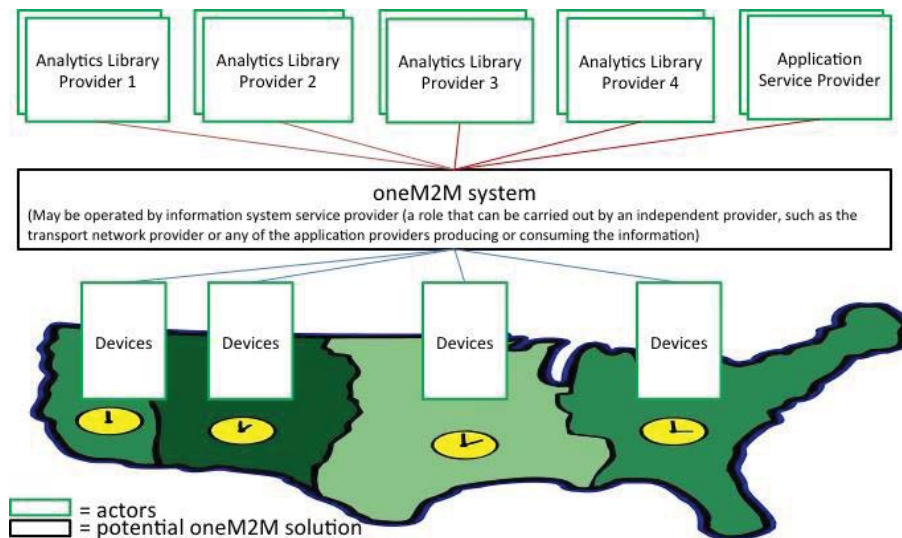 Analytics Library
Provider 1
Analytics Library
Provider 2
Analytics Library
Provider 3
Analytics Library
Provider 4
Application
Service Provider
oneM2M system
(May be operated by information system service provider (a role that can be carried out by an independent provider, such as the
transport network provider or any of the application providers producing or consuming the information)
Devices
Devices
Devices
Devices
= actors
= potential oneM2M solution